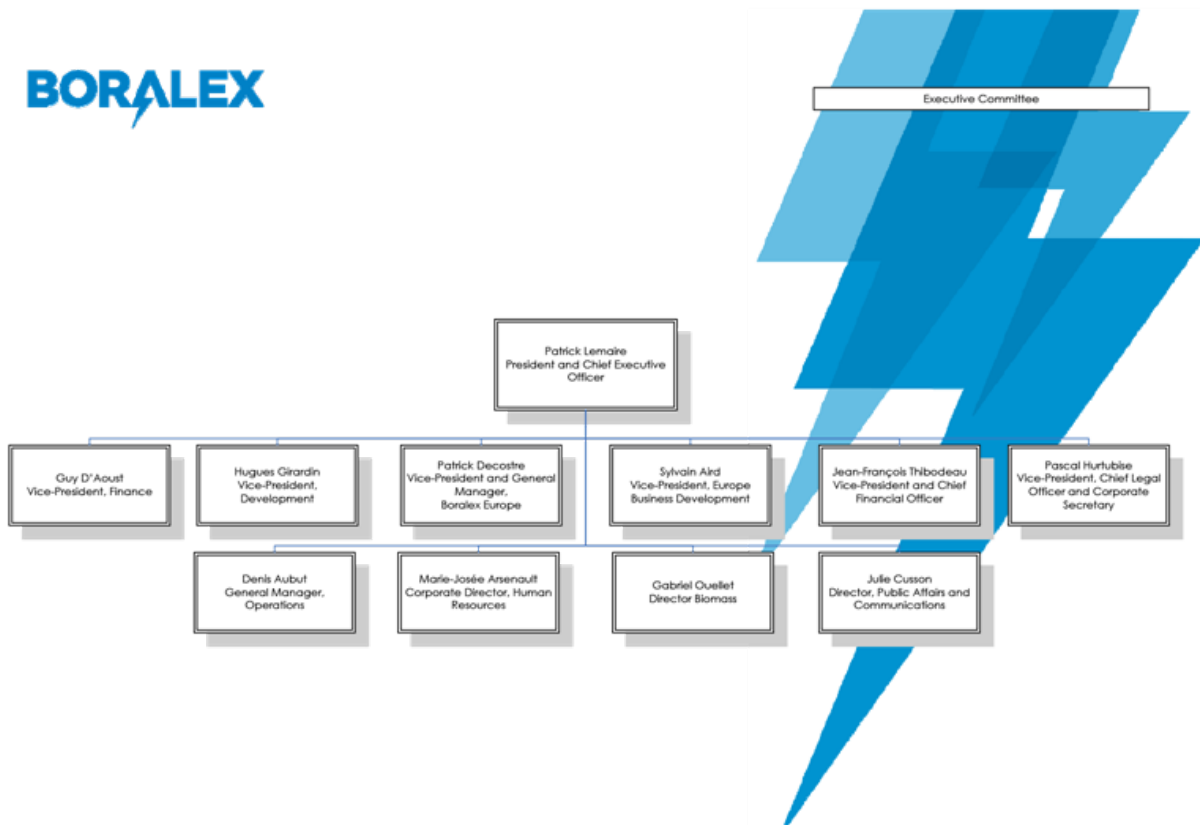 BORALEX
Executive Committee
Patrick Lemaire
President and Chief Executive
Officer
Guy D"Aoust
Vice-President, Finance
Hugues Girardin
Vice-President,
Development
Patrick Decostre
Vice-President and General
Manager,
Boralex Europe
Sylvain Aird
Vice-President, Europe
Business Development
Jean-François Thibodeau
Vice-President and Chief
Financial Officer
Pascal Hurtubise
Vice-President, Chief Legal
Officer and Corporate
Secretary
Denis Aubut
General Manager,
Operations
Marie-Josée Arsenault
Corporate Director, Human
Resources
Gabriel Ouellet
Director Biomass
Julie Cusson
Director, Public Affairs and
Communications